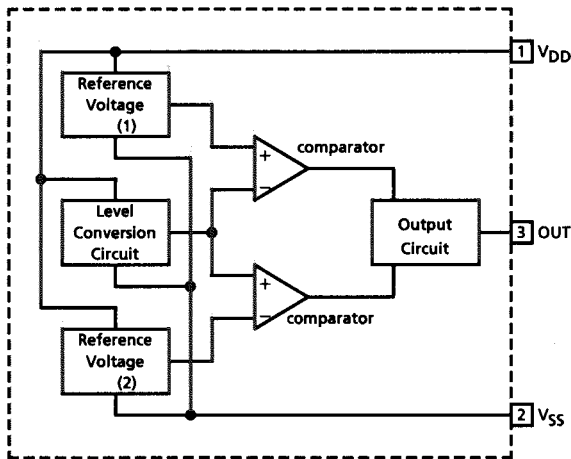 1 VDD
Reference
Voltage
(1)
comparator
+
−
Level
Conversion
Circuit
Output
Circuit
3 OUT
+
−
comparator
Reference
Voltage
(2)
2 VSS